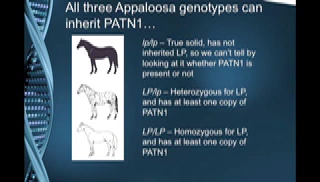 All three Appaloosa genotypes can
inherit PATN1…
lp/lp – True solid, has not
inherited LP, so we can't tell by
looking at it whether PATN1 is
present or not
LP/lp = Heterozygous for LP,
and has at least one copy of
PATN1
LP/LP – Homozygous for LP,
and has at least one copy of
PATN1